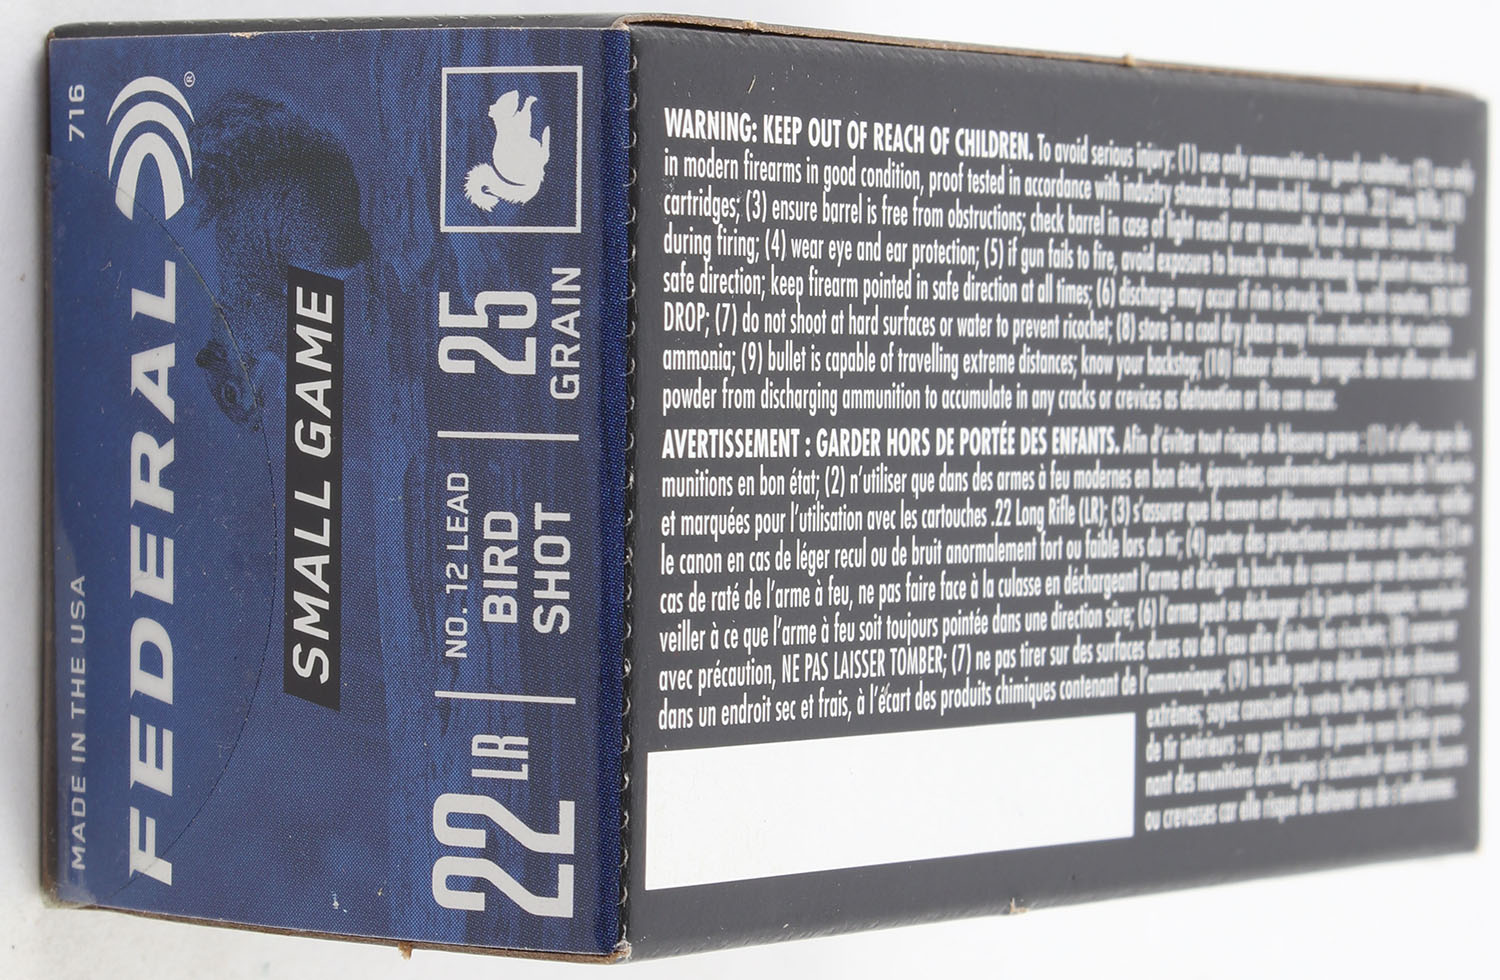 MADE IN THE USA 716
FEDERAL®
SMALL GAME
22 LR
NO. 12 LEAD
BIRD
SHOT
25
GRAIN
WARNING: KEEP OUT OF REACH OF CHILDREN. To avoid serious injury: (1) use only ammunition in good condition; (2) use only
in modern firearms in good condition, proof tested in accordance with industry standards and marked for use with .22 Long Rifle (LR)
cartridges; (3) ensure barrel is free from obstructions; check barrel in case of light recoil or an unusually loud or weak sound heard
during firing; (4) wear eye and ear protection; (5) if gun fails to fire, avoid exposure to breech when unloading and point muzzle in a
safe direction; keep firearm pointed in safe direction at all times; (6) discharge may occur if rim is struck; handle with caution, DO NOT
DROP; (7) do not shoot at hard surfaces or water to prevent ricochet; (8) store in a cool dry place away from chemicals that contain
ammonia; (9) bullet is capable of travelling extreme distances; know your backstop; (10) indoor shooting ranges: do not allow unburned
powder from discharging ammunition to accumulate in any cracks or crevices as detonation or fire can occur.
AVERTISSEMENT : GARDER HORS DE PORTÉE DES ENFANTS. Afin d'éviter tout risque de blessure grave : (1) n'utiliser que des
munitions en bon état; (2) n'utiliser que dans des armes à feu modernes en bon état, éprouvées conformément aux normes de l'industrie
et marquées pour l'utilisation avec les cartouches .22 Long Rifle (LR); (3) s'assurer que le canon est dépourvu de toute obstruction; vérifier
le canon en cas de léger recul ou de bruit anormalement fort ou faible lors du tir; (4) porter des protections oculaires et auditives; (5) en
cas de raté de l'arme à feu, ne pas faire face à la culasse en déchargeant l'arme et diriger la bouche du canon dans une direction sûre;
veiller à ce que l'arme à feu soit toujours pointée dans une direction sûre; (6) l'arme peut se décharger si la jante est frappée; manipuler
avec précaution, NE PAS LAISSER TOMBER; (7) ne pas tirer sur des surfaces dures ou de l'eau afin d'éviter les ricochets; (8) conserver
dans un endroit sec et frais, à l'écart des produits chimiques contenant de l'ammoniaque; (9) la balle peut se déplacer à des distances
extrêmes; soyez conscient de votre butte de tir; (10) champs
de tir intérieurs : ne pas laisser la poudre non brûlée
nant des munitions déchargées s'accumuler dans des fissures
ou crevasses car elle risque de détoner ou de s'enflammer.